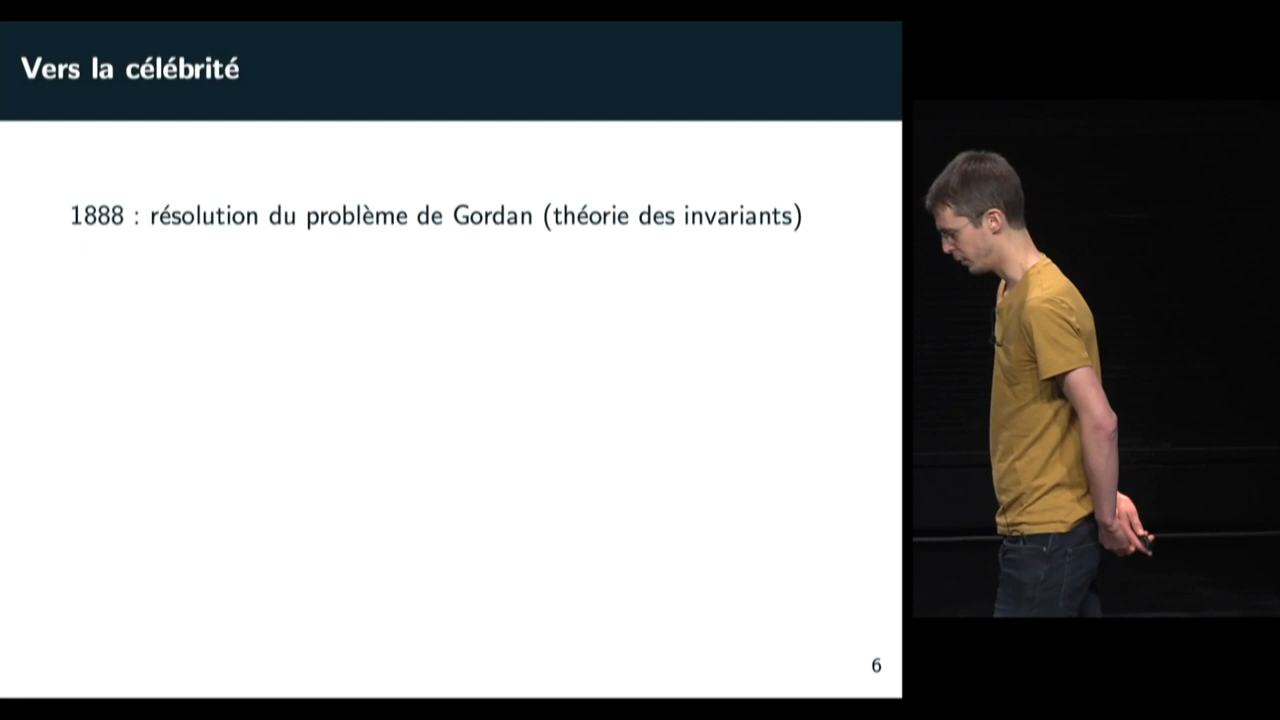 Vers la célébrité
1888 : résolution du problème de Gordan (théorie des invariants)
6